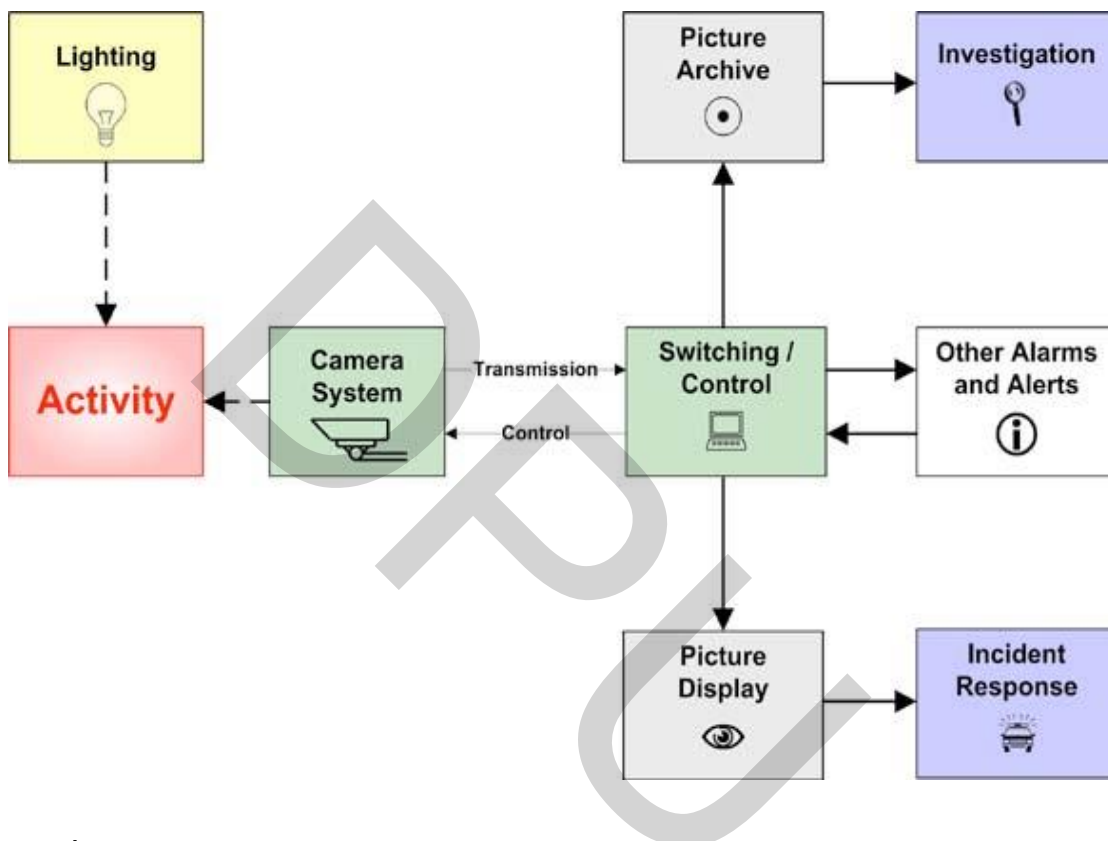 Lighting
Picture
Archive
Investigation
Activity
Camera
System
Transmission
Control
Switching /
Control
Other Alarms
and Alerts
Picture
Display
Incident
Response
DPU